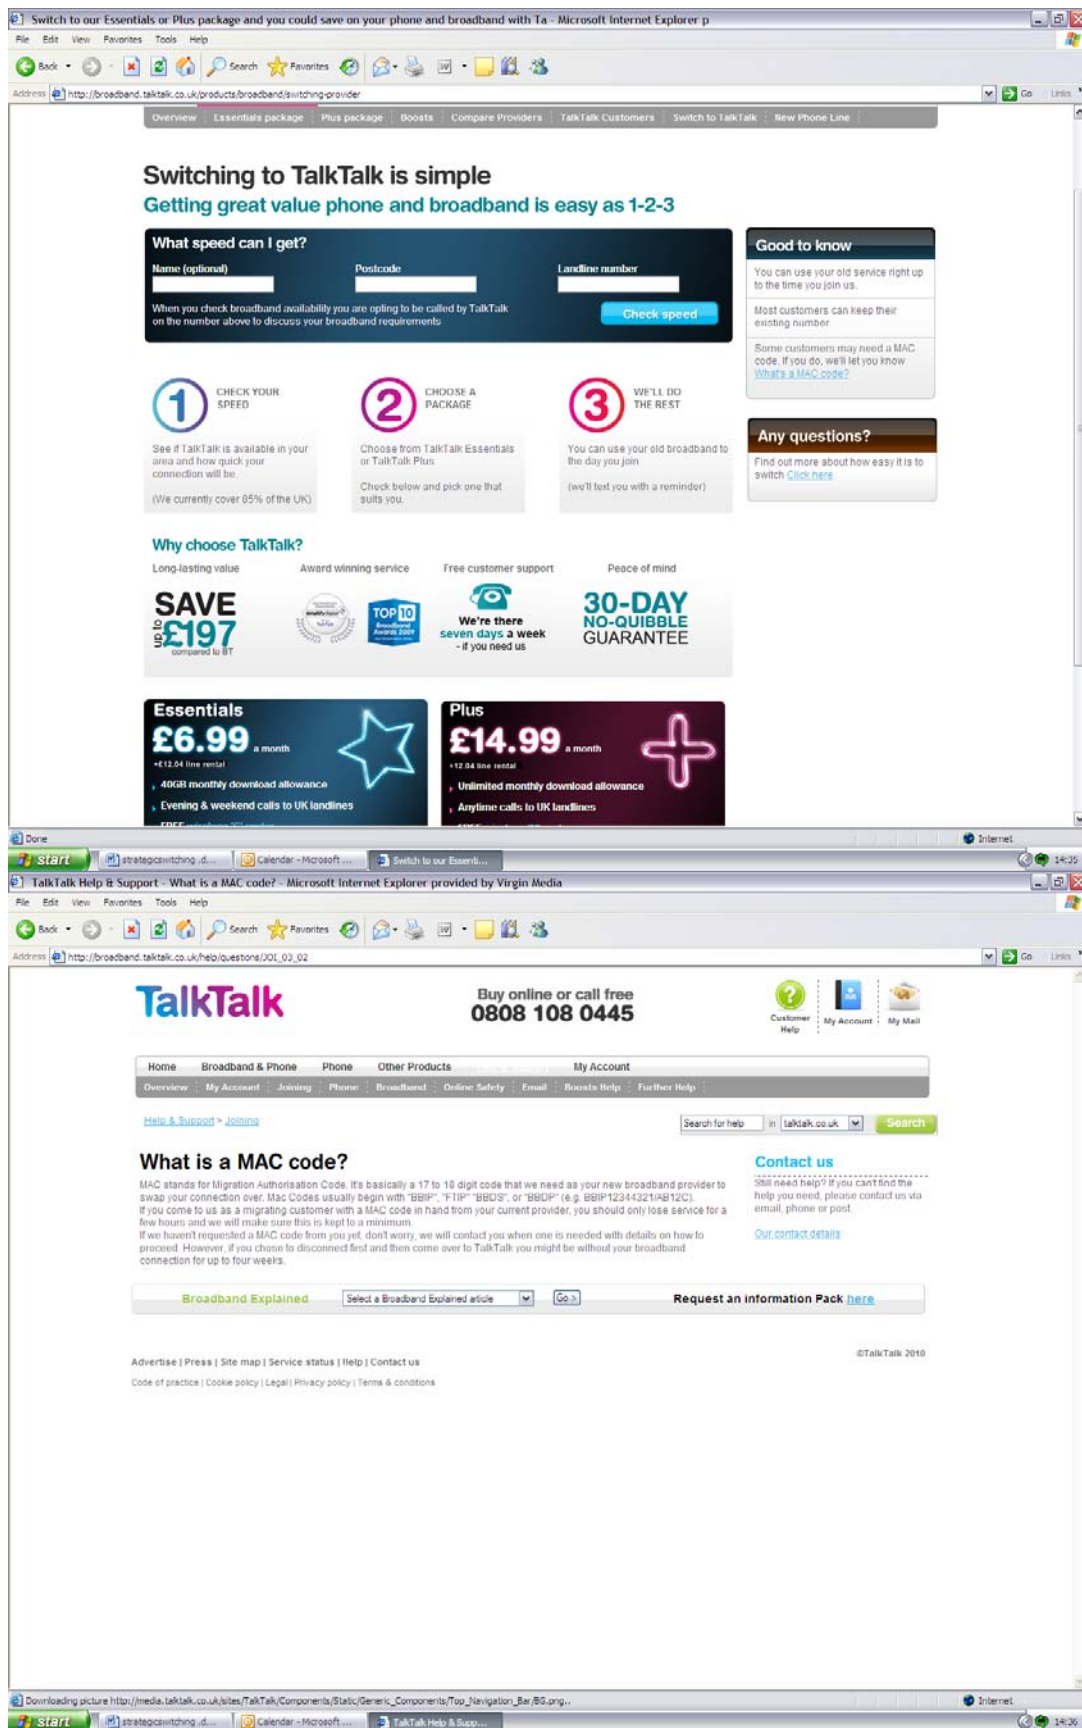 Switch to our Essentials or Plus package and you could save on your phone and broadband with Ta - Microsoft Internet Explorer p
File Edit View Favorites Tools Help
Back Search Favorites
Address http://broadband.talktalk.co.uk/products/broadband/switching-provider Go Links
Overview Essentials package Plus package Boosts Compare Providers TalkTalk Customers Switch to TalkTalk New Phone Line
Switching to TalkTalk is simple
Getting great value phone and broadband is easy as 1-2-3
What speed can I get?
Name (optional) Postcode Landline number
When you check broadband availability you are opting to be called by TalkTalk
on the number above to discuss your broadband requirements
Check speed
Good to know
You can use your old service right up
to the time you join us.
Most customers can keep their
existing number
Some customers may need a MAC
code. If you do, we'll let you know
What's a MAC code?
1 CHECK YOUR
SPEED
See if TalkTalk is available in your
area and how quick your
connection will be.
(We currently cover 85% of the UK)
2 CHOOSE A
PACKAGE
Choose from TalkTalk Essentials
or TalkTalk Plus
Check below and pick one that
suits you.
3 WE'LL DO
THE REST
You can use your old broadband to
the day you join
(we'll text you with a reminder)
Any questions?
Find out more about how easy it is to
switch Click here
Why choose TalkTalk?
Long-lasting value Award winning service Free customer support Peace of mind
SAVE
up to
£197
compared to BT
TOP 10
Broadband
Awards 2009
We're there
seven days a week
- if you need us
30-DAY
NO-QUIBBLE
GUARANTEE
Essentials
£6.99 a month
+£12.04 line rental
40GB monthly download allowance
Evening & weekend calls to UK landlines
Plus
£14.99 a month
+12.04 line rental
Unlimited monthly download allowance
Anytime calls to UK landlines
Done Internet
start strategicswitching .d... Calendar - Microsoft ... Switch to our Essenti... 14:35
TalkTalk Help & Support - What is a MAC code? - Microsoft Internet Explorer provided by Virgin Media
File Edit View Favorites Tools Help
Back Search Favorites
Address http://broadband.talktalk.co.uk/help/questions/JOI_03_02 Go Links
TalkTalk
Buy online or call free
0808 108 0445
Customer
Help
My Account
My Mail
Home Broadband & Phone Phone Other Products My Account
Overview My Account Joining Phone Broadband Online Safety Email Boosts Help Further Help
Help & Support > Joining
Search for help in talktalk.co.uk Search
What is a MAC code?
MAC stands for Migration Authorisation Code. It's basically a 17 to 18 digit code that we need as your new broadband provider to
swap your connection over. Mac Codes usually begin with "BBIP", "FTIP" "BBDS", or "BBDP" (e.g. BBIP12344321/AB12C).
If you come to us as a migrating customer with a MAC code in hand from your current provider, you should only lose service for a
few hours and we will make sure this is kept to a minimum.
If we haven't requested a MAC code from you yet, don't worry, we will contact you when one is needed with details on how to
proceed. However, if you chose to disconnect first and then come over to TalkTalk you might be without your broadband
connection for up to four weeks.
Contact us
Still need help? If you can't find the
help you need, please contact us via
email, phone or post.
Our contact details
Broadband Explained Select a Broadband Explained article Go > Request an information Pack here
©TalkTalk 2010
Advertise | Press | Site map | Service status | Help | Contact us
Code of practice | Cookie policy | Legal | Privacy policy | Terms & conditions
Downloading picture http://media.talktalk.co.uk/sites/TalkTalk/Components/Static/Generic_Components/Top_Navigation_Bar/BG.png.. Internet
start strategicswitching .d... Calendar - Microsoft ... TalkTalk Help & Supp... 14:36